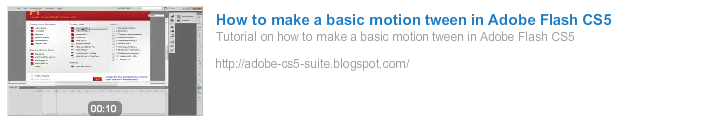 How to make a basic motion tween in Adobe Flash CS5
Tutorial on how to make a basic motion tween in Adobe Flash CS5
http://adobe-cs5-suite.blogspot.com/
00:10